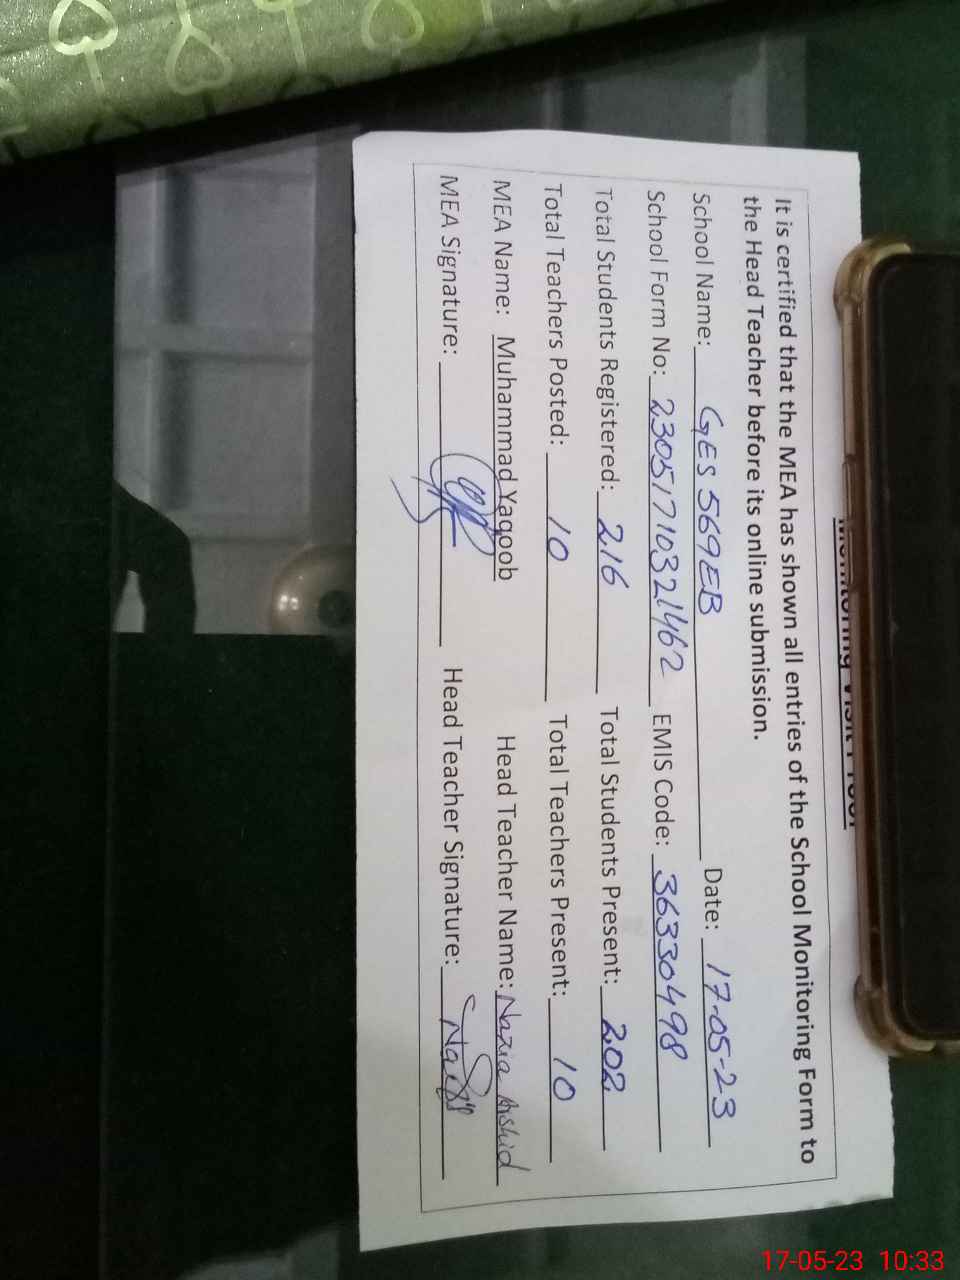 Monitoring Visit Proof
It is certified that the MEA has shown all entries of the School Monitoring Form to
the Head Teacher before its online submission.
School Name: GES 569EB Date: 17-05-23
School Form No: 23051710321462 EMIS Code: 36330498
Total Students Registered: 216 Total Students Present: 202
Total Teachers Posted: 10 Total Teachers Present: 10
MEA Name: Muhammad Yaqoob Head Teacher Name: Nazia Arshid
MEA Signature: Head Teacher Signature:
17-05-23 10:33